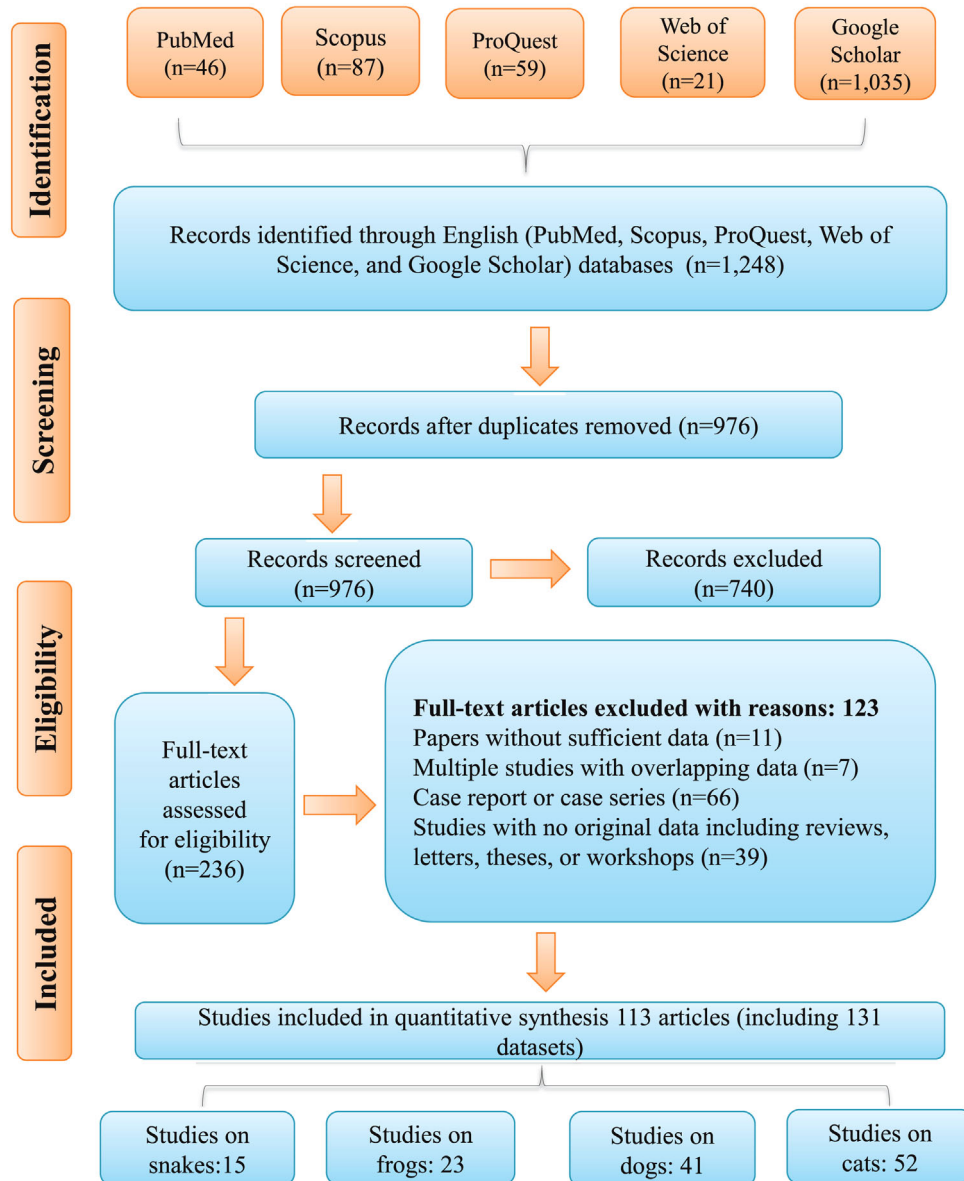 Identification
PubMed
(n=46)
Scopus
(n=87)
ProQuest
(n=59)
Web of
Science
(n=21)
Google
Scholar
(n=1,035)
Records identified through English (PubMed, Scopus, ProQuest, Web of
Science, and Google Scholar) databases (n=1,248)
Screening
Records after duplicates removed (n=976)
Records screened
(n=976)
Records excluded
(n=740)
Eligibility
Full-text
articles
assessed
for eligibility
(n=236)
Full-text articles excluded with reasons: 123
Papers without sufficient data (n=11)
Multiple studies with overlapping data (n=7)
Case report or case series (n=66)
Studies with no original data including reviews,
letters, theses, or workshops (n=39)
Included
Studies included in quantitative synthesis 113 articles (including 131
datasets)
Studies on
snakes:15
Studies on
frogs: 23
Studies on
dogs: 41
Studies on
cats: 52